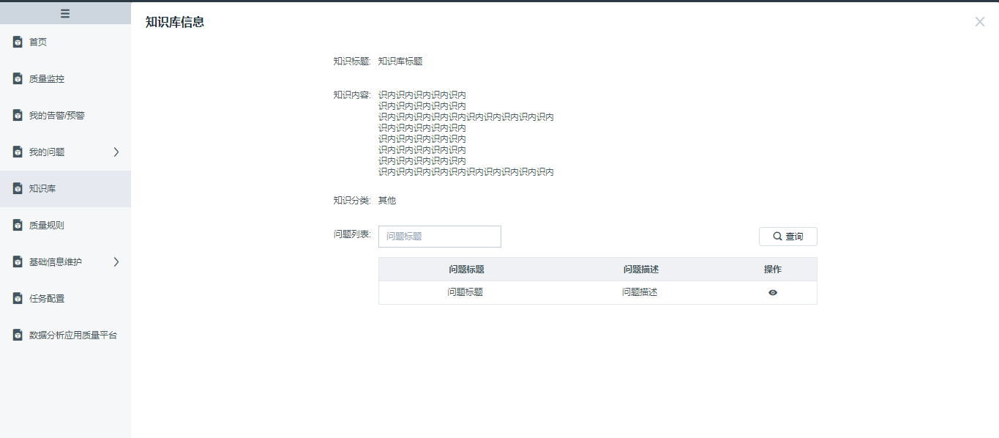 知识库信息
首页
质量监控
我的告警/预警
我的问题
知识库
质量规则
基础信息维护
任务配置
数据分析应用质量平台
知识标题: 知识库标题
知识内容: 识内识内识内识内识内
识内识内识内识内识内
识内识内识内识内识内识内识内识内识内识内
识内识内识内识内识内
识内识内识内识内识内
识内识内识内识内识内
识内识内识内识内识内
识内识内识内识内识内识内识内识内识内识内
知识分类: 其他
问题列表: 问题标题 查询
问题标题 问题描述 操作
问题标题 问题描述